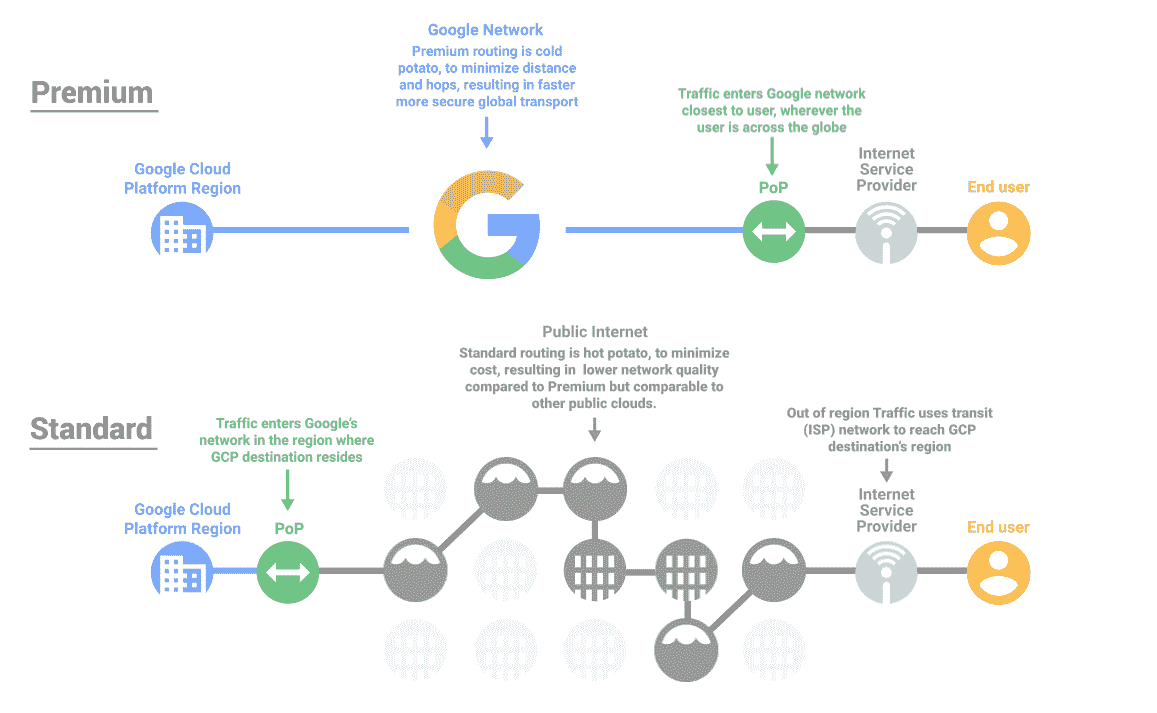 Google Network
Premium routing is cold
potato, to minimize distance
and hops, resulting in faster
more secure global transport
Premium
Traffic enters Google network
closest to user, wherever the
user is across the globe
Google Cloud
Platform Region
PoP
Internet
Service
Provider
End user
Public Internet
Standard routing is hot potato, to minimize
cost, resulting in lower network quality
compared to Premium but comparable to
other public clouds.
Standard
Traffic enters Google's
network in the region where
GCP destination resides
Out of region Traffic uses transit
(ISP) network to reach GCP
destination's region
Google Cloud
Platform Region
PoP
Internet
Service
Provider
End user